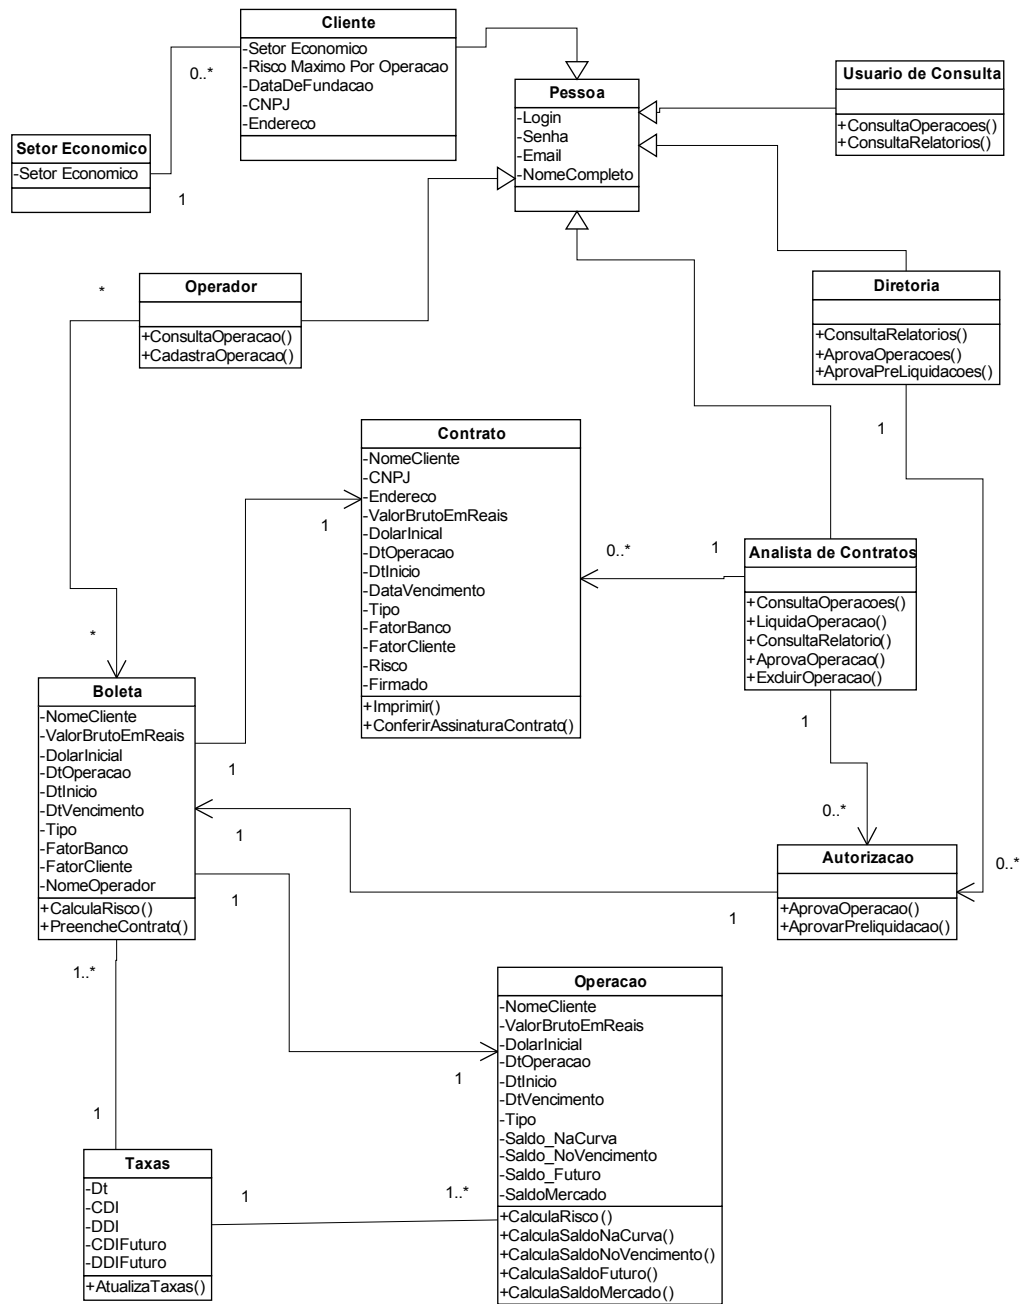 Cliente
-Setor Economico
-Risco Maximo Por Operacao
-DataDeFundacao
-CNPJ
-Endereco
0..*
Setor Economico
-Setor Economico
1
Pessoa
-Login
-Senha
-Email
-NomeCompleto
Usuario de Consulta
+ConsultaOperacoes()
+ConsultaRelatorios()
Operador
+ConsultaOperacao()
+CadastraOperacao()
*
*
Diretoria
+ConsultaRelatorios()
+AprovaOperacoes()
+AprovaPreLiquidacoes()
1
0..*
Contrato
-NomeCliente
-CNPJ
-Endereco
-ValorBrutoEmReais
-DolarInical
-DtOperacao
-DtInicio
-DataVencimento
-Tipo
-FatorBanco
-FatorCliente
-Risco
-Firmado
+Imprimir()
+ConferirAssinaturaContrato()
1
0..*
1
Analista de Contratos
+ConsultaOperacoes()
+LiquidaOperacao()
+ConsultaRelatorio()
+AprovaOperacao()
+ExcluirOperacao()
1
0..*
Boleta
-NomeCliente
-ValorBrutoEmReais
-DolarInicial
-DtOperacao
-DtInicio
-DtVencimento
-Tipo
-FatorBanco
-FatorCliente
-NomeOperador
+CalculaRisco()
+PreencheContrato()
1
1
1
1..*
Autorizacao
+AprovaOperacao()
+AprovarPreliquidacao()
1
Operacao
-NomeCliente
-ValorBrutoEmReais
-DolarInicial
-DtOperacao
-DtInicio
-DtVencimento
-Tipo
-Saldo_NaCurva
-Saldo_NoVencimento
-Saldo_Futuro
-SaldoMercado
+CalculaRisco()
+CalculaSaldoNaCurva()
+CalculaSaldoNoVencimento()
+CalculaSaldoFuturo()
+CalculaSaldoMercado()
1
1..*
1
1
Taxas
-Dt
-CDI
-DDI
-CDIFuturo
-DDIFuturo
+AtualizaTaxas()